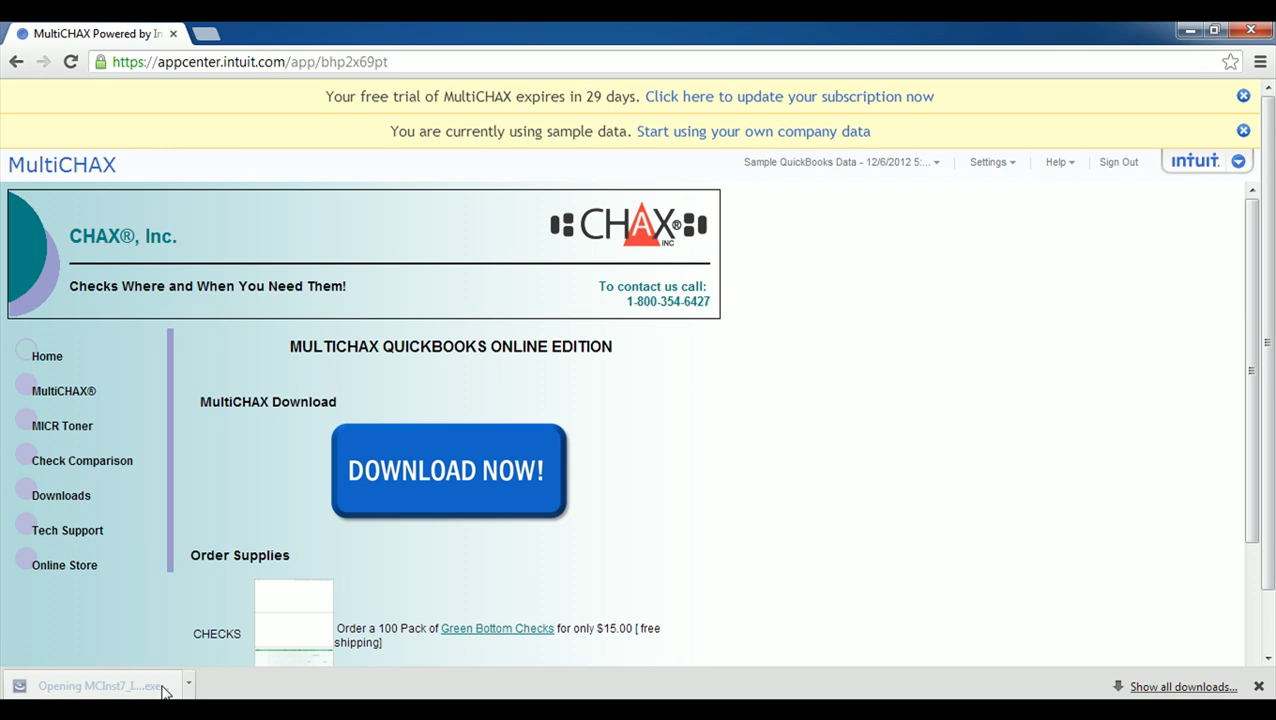 MultiCHAX Powered by In
https://appcenter.intuit.com/app/bhp2x69pt
Your free trial of MultiCHAX expires in 29 days. Click here to update your subscription now
You are currently using sample data. Start using your own company data
MultiCHAX
Sample QuickBooks Data - 12/6/2012 5:...
Settings
Help
Sign Out
intuit.
CHAX®, Inc.
CHAX®
INC
Checks Where and When You Need Them!
To contact us call:
1-800-354-6427
Home
MultiCHAX®
MICR Toner
Check Comparison
Downloads
Tech Support
Online Store
MULTICHAX QUICKBOOKS ONLINE EDITION
MultiCHAX Download
DOWNLOAD NOW!
Order Supplies
CHECKS
Order a 100 Pack of Green Bottom Checks for only $15.00 [ free
shipping]
Opening MCInst7_I....exe
Show all downloads...